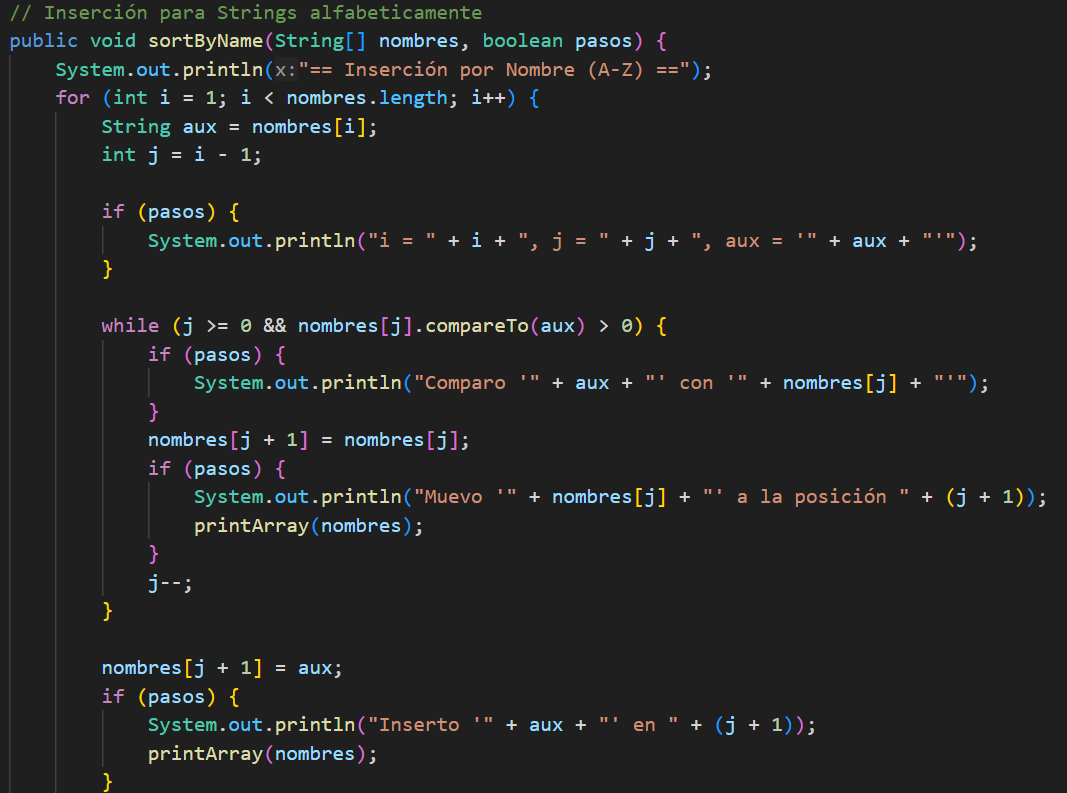 // Inserción para Strings alfabeticamente
public void sortByName(String[] nombres, boolean pasos) {
    System.out.println(x:"== Inserción por Nombre (A-Z) ==");
    for (int i = 1; i < nombres.length; i++) {
        String aux = nombres[i];
        int j = i - 1;

        if (pasos) {
            System.out.println("i = " + i + ", j = " + j + ", aux = '" + aux + "'");
        }

        while (j >= 0 && nombres[j].compareTo(aux) > 0) {
            if (pasos) {
                System.out.println("Comparo '" + aux + "' con '" + nombres[j] + "'");
            }
            nombres[j + 1] = nombres[j];
            if (pasos) {
                System.out.println("Muevo '" + nombres[j] + "' a la posición " + (j + 1));
                printArray(nombres);
            }
            j--;
        }

        nombres[j + 1] = aux;
        if (pasos) {
            System.out.println("Inserto '" + aux + "' en " + (j + 1));
            printArray(nombres);
        }